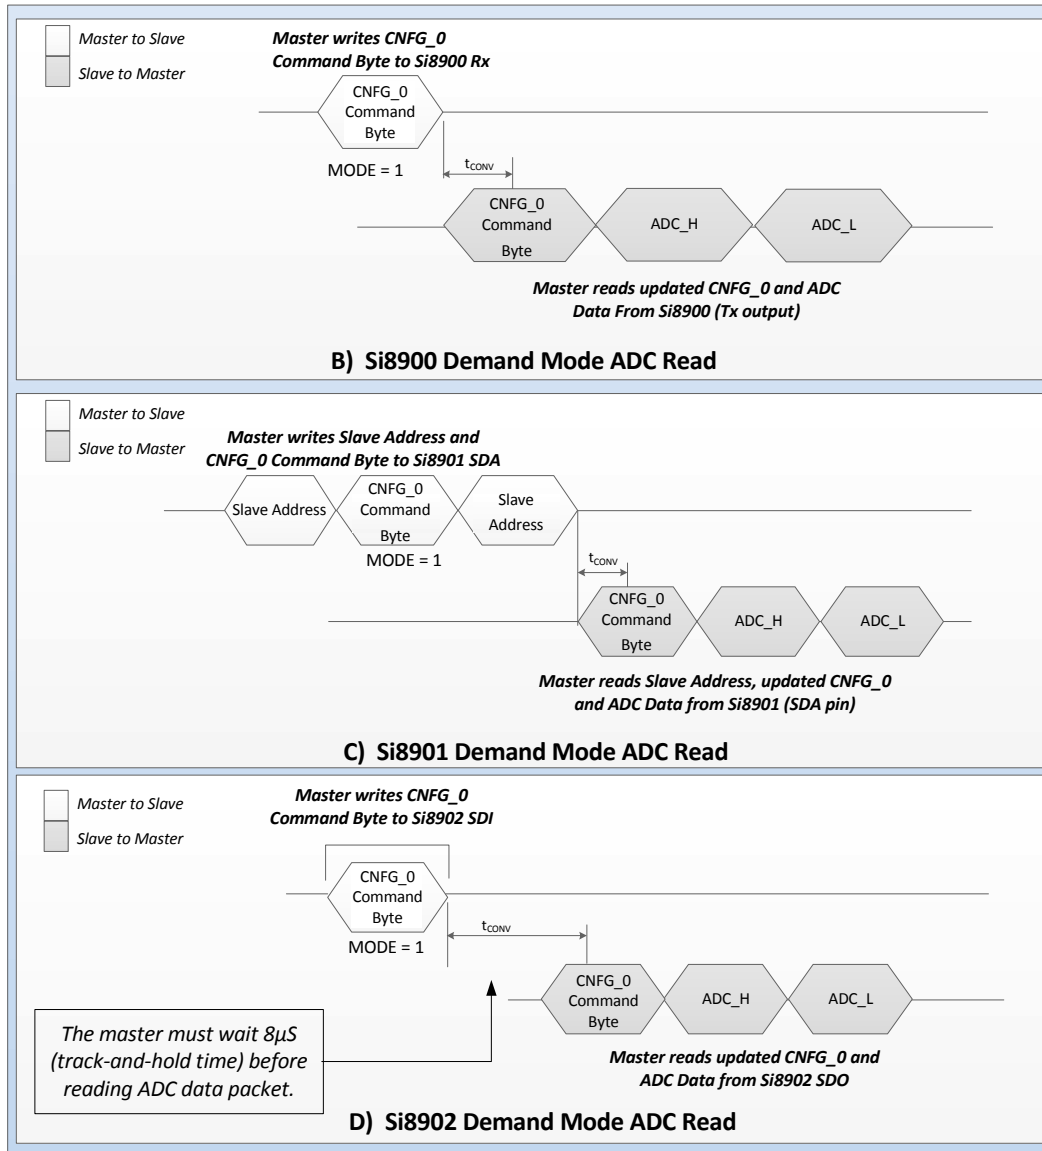 Master to Slave
Slave to Master
Master writes CNFG_0
Command Byte to Si8900 Rx
CNFG_0
Command
Byte
MODE = 1
tCONV
CNFG_0
Command
Byte
ADC_H
ADC_L
Master reads updated CNFG_0 and ADC
Data From Si8900 (Tx output)
B) Si8900 Demand Mode ADC Read
Master to Slave
Slave to Master
Master writes Slave Address and
CNFG_0 Command Byte to Si8901 SDA
Slave Address
CNFG_0
Command
Byte
Slave
Address
MODE = 1
tCONV
CNFG_0
Command
Byte
ADC_H
ADC_L
Master reads Slave Address, updated CNFG_0
and ADC Data from Si8901 (SDA pin)
C) Si8901 Demand Mode ADC Read
Master to Slave
Slave to Master
Master writes CNFG_0
Command Byte to Si8902 SDI
CNFG_0
Command
Byte
MODE = 1
tCONV
CNFG_0
Command
Byte
ADC_H
ADC_L
The master must wait 8µS
(track-and-hold time) before
reading ADC data packet.
Master reads updated CNFG_0 and
ADC Data from Si8902 SDO
D) Si8902 Demand Mode ADC Read